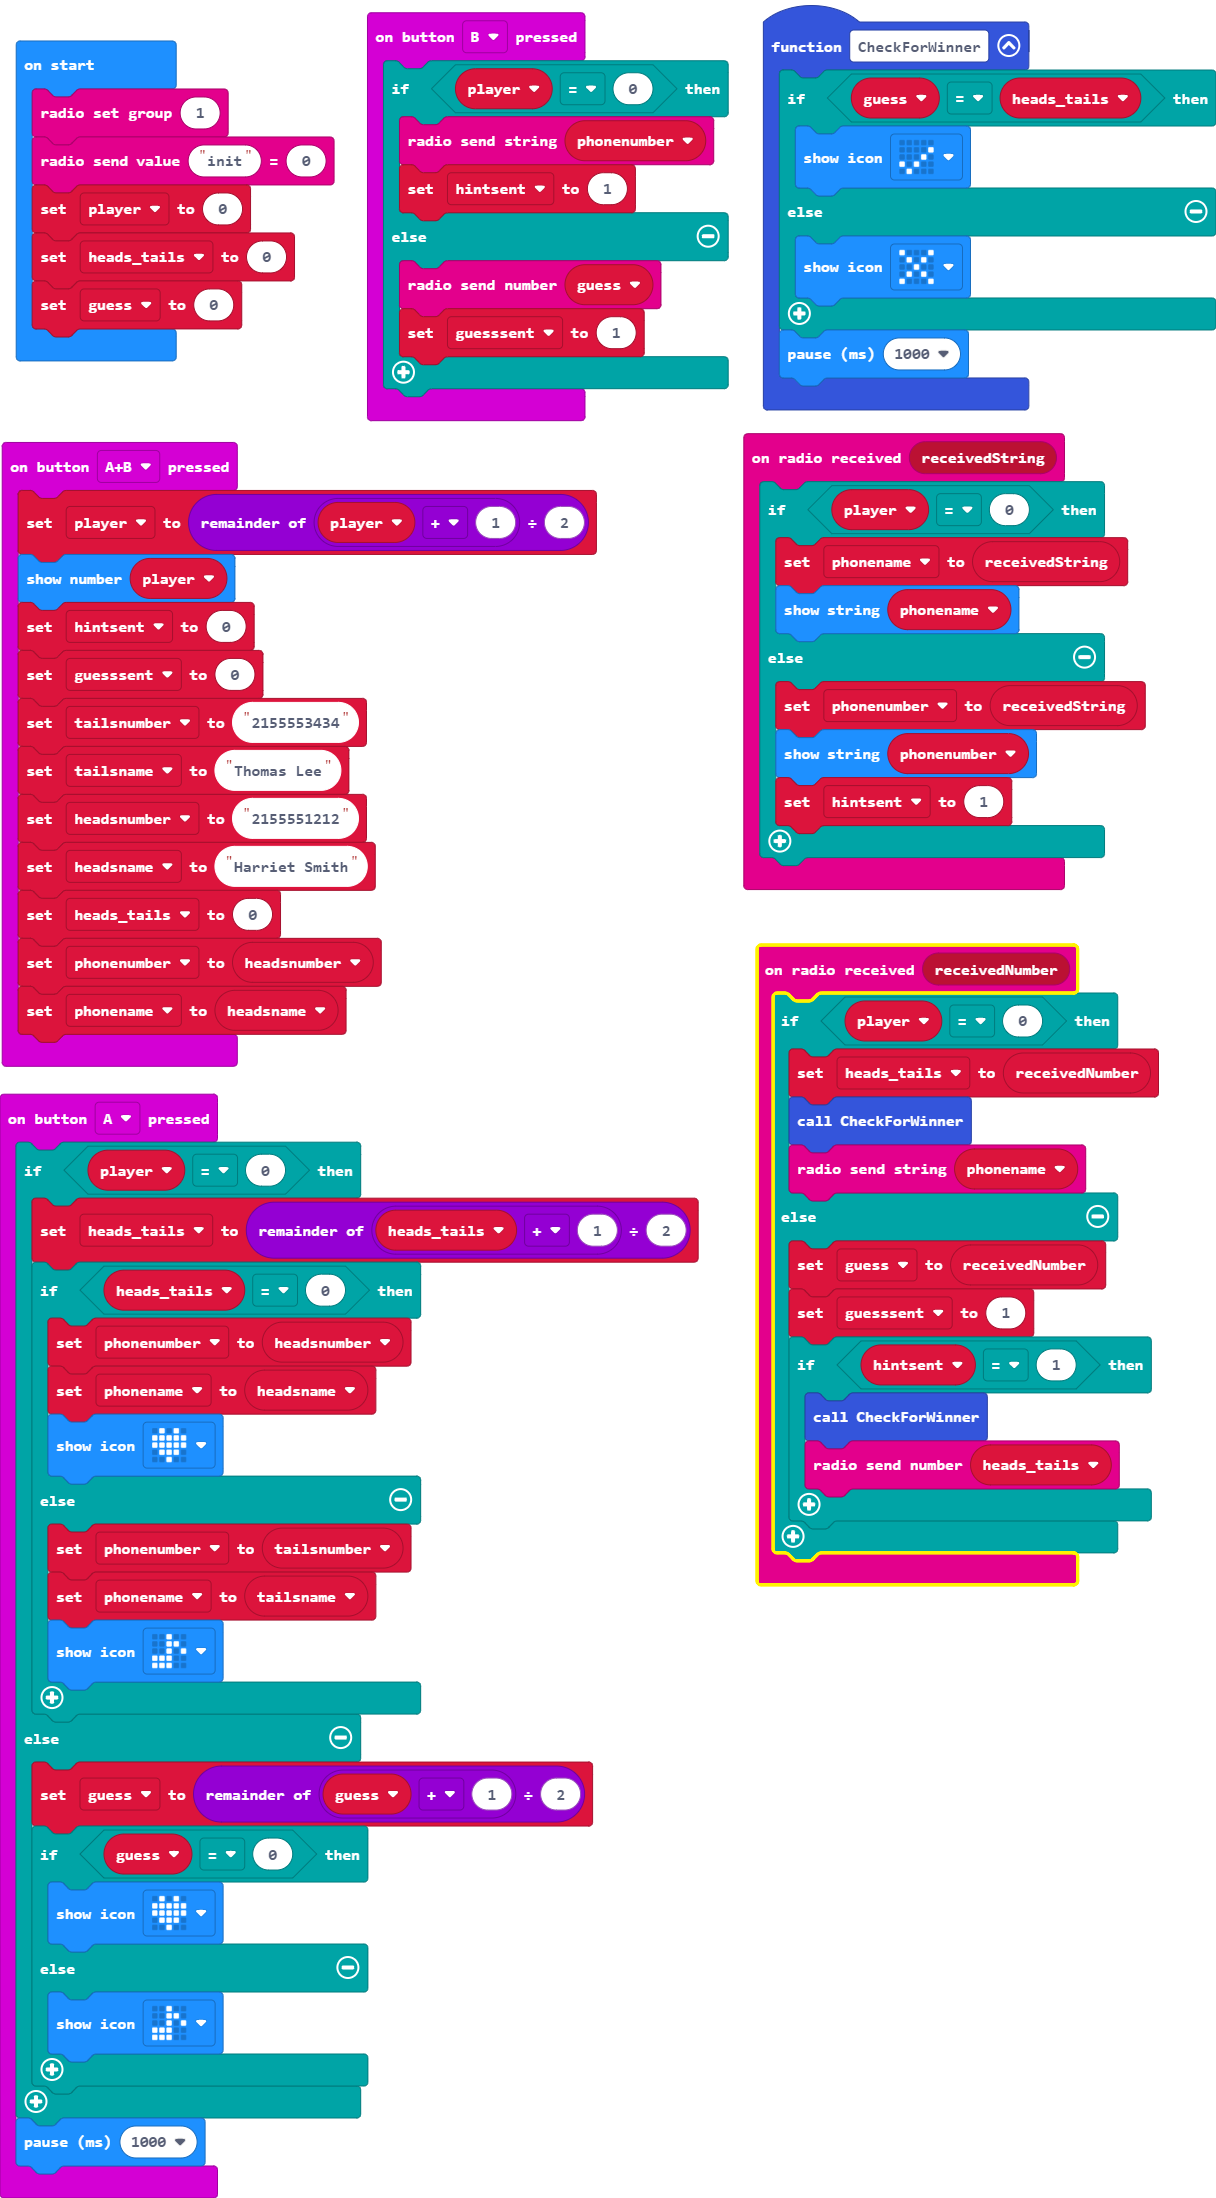 on start
radio set group 1
radio send value "init" = 0
set player to 0
set heads_tails to 0
set guess to 0
on button B pressed
if player = 0 then
radio send string phonenumber
set hintsent to 1
else
radio send number guess
set guesssent to 1
function CheckForWinner
if guess = heads_tails then
show icon
else
show icon
pause (ms) 1000
on button A+B pressed
set player to remainder of player + 1 ÷ 2
show number player
set hintsent to 0
set guesssent to 0
set tailsnumber to "2155553434"
set tailsname to "Thomas Lee"
set headsnumber to "2155551212"
set headsname to "Harriet Smith"
set heads_tails to 0
set phonenumber to headsnumber
set phonename to headsname
on radio received receivedString
if player = 0 then
set phonename to receivedString
show string phonename
else
set phonenumber to receivedString
show string phonenumber
set hintsent to 1
on radio received receivedNumber
if player = 0 then
set heads_tails to receivedNumber
call CheckForWinner
radio send string phonename
else
set guess to receivedNumber
set guesssent to 1
if hintsent = 1 then
call CheckForWinner
radio send number heads_tails
on button A pressed
if player = 0 then
set heads_tails to remainder of heads_tails + 1 ÷ 2
if heads_tails = 0 then
set phonenumber to headsnumber
set phonename to headsname
show icon
else
set phonenumber to tailsnumber
set phonename to tailsname
show icon
else
set guess to remainder of guess + 1 ÷ 2
if guess = 0 then
show icon
else
show icon
pause (ms) 1000